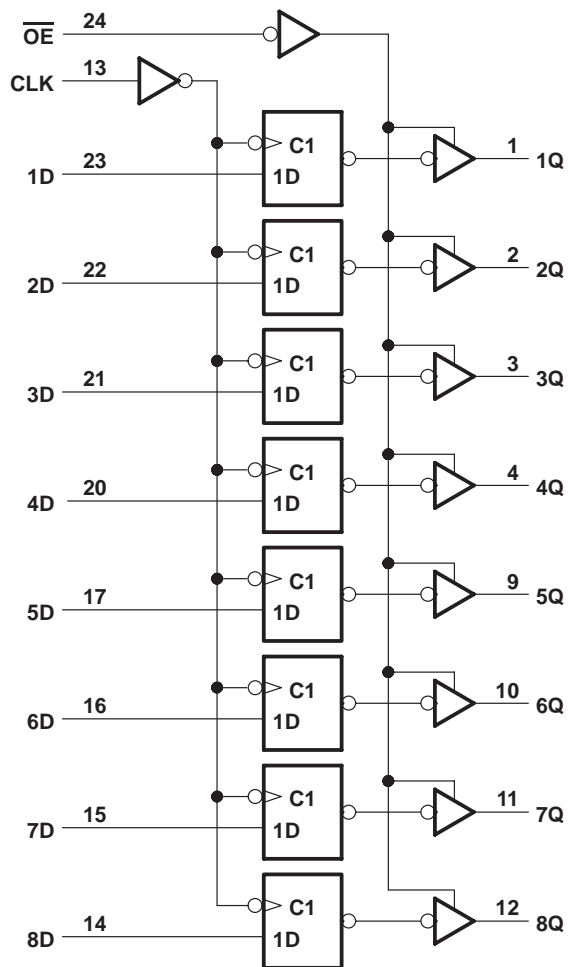 OE 24
CLK 13
C1
1D 23 1D 1 1Q
C1
2D 22 1D 2 2Q
C1
3D 21 1D 3 3Q
C1
4D 20 1D 4 4Q
C1
5D 17 1D 9 5Q
C1
6D 16 1D 10 6Q
C1
7D 15 1D 11 7Q
C1
8D 14 1D 12 8Q